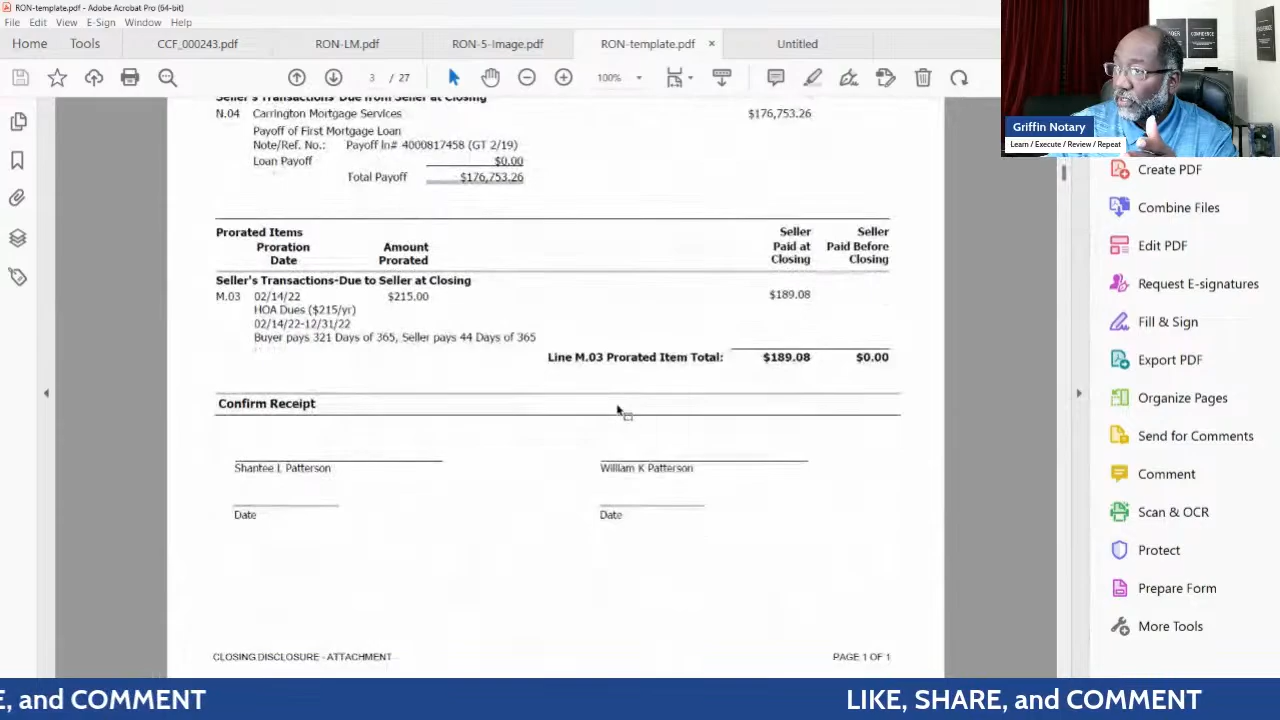 RON-template.pdf - Adobe Acrobat Pro (64-bit)
File Edit View E-Sign Window Help
Home Tools CCF_000243.pdf RON-LM.pdf RON-5-Image.pdf RON-template.pdf × Untitled
3 / 27 100%
CONFIDENCE
Griffin Notary
Learn / Execute / Review / Repeat
Seller's Transactions-Due from Seller at Closing
N.04 Carrington Mortgage Services $176,753.26
Payoff of First Mortgage Loan
Note/Ref. No.: Payoff ln# 4000817458 (GT 2/19)
Loan Payoff $0.00
Total Payoff $176,753.26
Prorated Items Seller Seller
Proration Amount Paid at Paid Before
Date Prorated Closing Closing
Seller's Transactions-Due to Seller at Closing
M.03 02/14/22 $215.00 $189.08
HOA Dues ($215/yr)
02/14/22-12/31/22
Buyer pays 321 Days of 365, Seller pays 44 Days of 365
Line M.03 Prorated Item Total: $189.08 $0.00
Confirm Receipt
Shantee L Patterson William K Patterson
Date Date
CLOSING DISCLOSURE - ATTACHMENT PAGE 1 OF 1
Create PDF
Combine Files
Edit PDF
Request E-signatures
Fill & Sign
Export PDF
Organize Pages
Send for Comments
Comment
Scan & OCR
Protect
Prepare Form
More Tools
E, and COMMENT LIKE, SHARE, and COMMENT